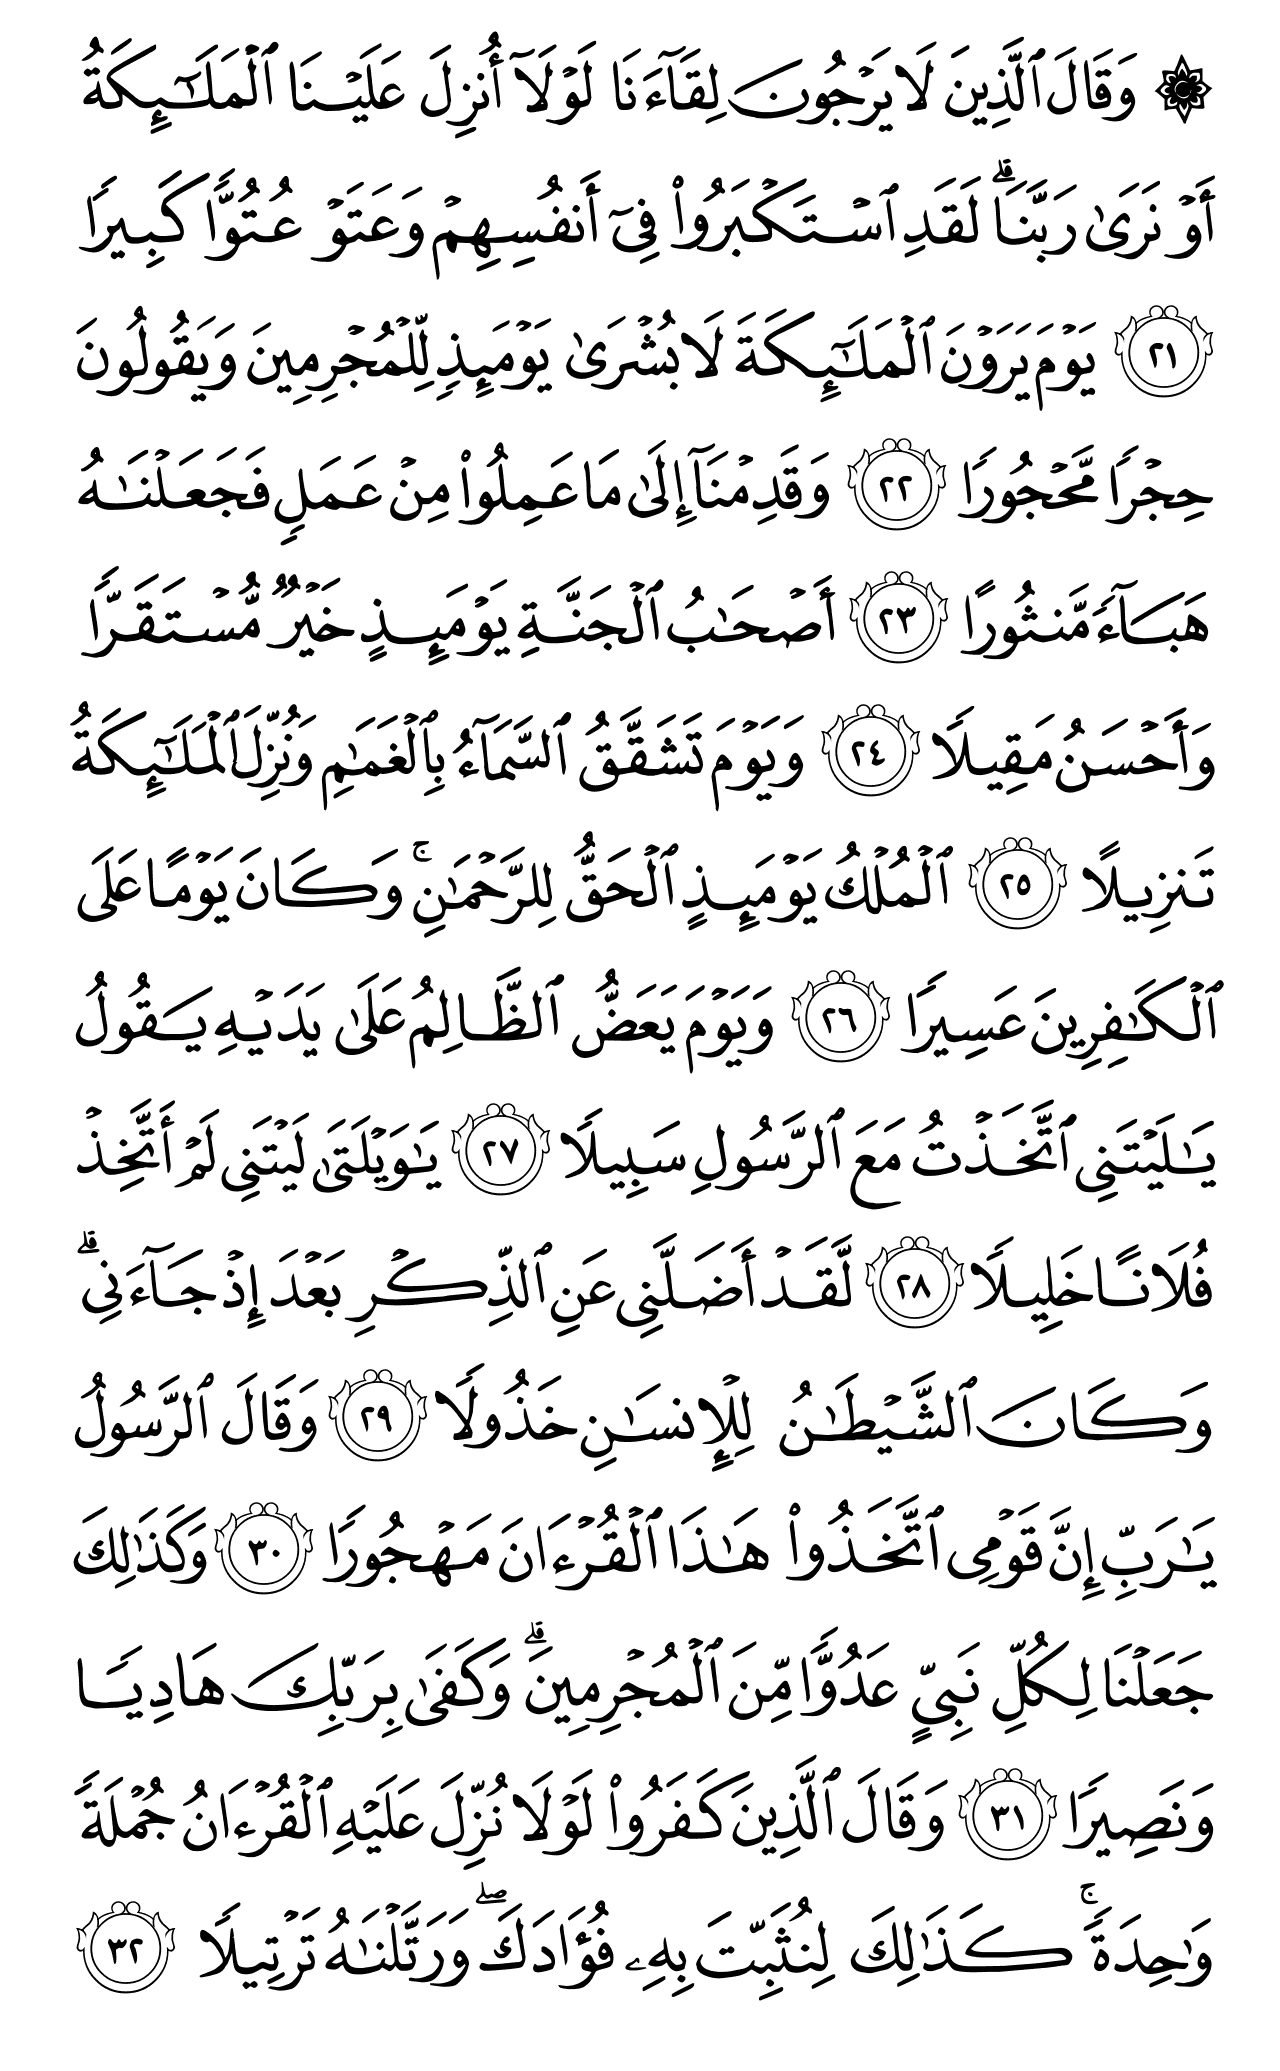 ۞ وَقَالَ ٱلَّذِينَ لَا يَرۡجُونَ لِقَآءَنَا لَوۡلَآ أُنزِلَ عَلَيۡنَا ٱلۡمَلَٰٓئِكَةُ
أَوۡ نَرَىٰ رَبَّنَاۗ لَقَدِ ٱسۡتَكۡبَرُواْ فِيٓ أَنفُسِهِمۡ وَعَتَوۡ عُتُوّٗا كَبِيرٗا
٢١ يَوۡمَ يَرَوۡنَ ٱلۡمَلَٰٓئِكَةَ لَا بُشۡرَىٰ يَوۡمَئِذٖ لِّلۡمُجۡرِمِينَ وَيَقُولُونَ
حِجۡرٗا مَّحۡجُورٗا ٢٢ وَقَدِمۡنَآ إِلَىٰ مَا عَمِلُواْ مِنۡ عَمَلٖ فَجَعَلۡنَٰهُ
هَبَآءٗ مَّنثُورًا ٢٣ أَصۡحَٰبُ ٱلۡجَنَّةِ يَوۡمَئِذٍ خَيۡرٞ مُّسۡتَقَرّٗا
وَأَحۡسَنُ مَقِيلٗا ٢٤ وَيَوۡمَ تَشَقَّقُ ٱلسَّمَآءُ بِٱلۡغَمَٰمِ وَنُزِّلَ ٱلۡمَلَٰٓئِكَةُ
تَنزِيلًا ٢٥ ٱلۡمُلۡكُ يَوۡمَئِذٍ ٱلۡحَقُّ لِلرَّحۡمَٰنِۚ وَكَانَ يَوۡمًا عَلَى
ٱلۡكَٰفِرِينَ عَسِيرٗا ٢٦ وَيَوۡمَ يَعَضُّ ٱلظَّالِمُ عَلَىٰ يَدَيۡهِ يَقُولُ
يَٰلَيۡتَنِي ٱتَّخَذۡتُ مَعَ ٱلرَّسُولِ سَبِيلٗا ٢٧ يَٰوَيۡلَتَىٰ لَيۡتَنِي لَمۡ أَتَّخِذۡ
فُلَانًا خَلِيلٗا ٢٨ لَّقَدۡ أَضَلَّنِي عَنِ ٱلذِّكۡرِ بَعۡدَ إِذۡ جَآءَنِيۗ
وَكَانَ ٱلشَّيۡطَٰنُ لِلۡإِنسَٰنِ خَذُولٗا ٢٩ وَقَالَ ٱلرَّسُولُ
يَٰرَبِّ إِنَّ قَوۡمِي ٱتَّخَذُواْ هَٰذَا ٱلۡقُرۡءَانَ مَهۡجُورٗا ٣٠ وَكَذَٰلِكَ
جَعَلۡنَا لِكُلِّ نَبِيٍّ عَدُوّٗا مِّنَ ٱلۡمُجۡرِمِينَۗ وَكَفَىٰ بِرَبِّكَ هَادِيٗا
وَنَصِيرٗا ٣١ وَقَالَ ٱلَّذِينَ كَفَرُواْ لَوۡلَا نُزِّلَ عَلَيۡهِ ٱلۡقُرۡءَانُ جُمۡلَةٗ
وَٰحِدَةٗۚ كَذَٰلِكَ لِنُثَبِّتَ بِهِۦ فُؤَادَكَۖ وَرَتَّلۡنَٰهُ تَرۡتِيلٗا ٣٢